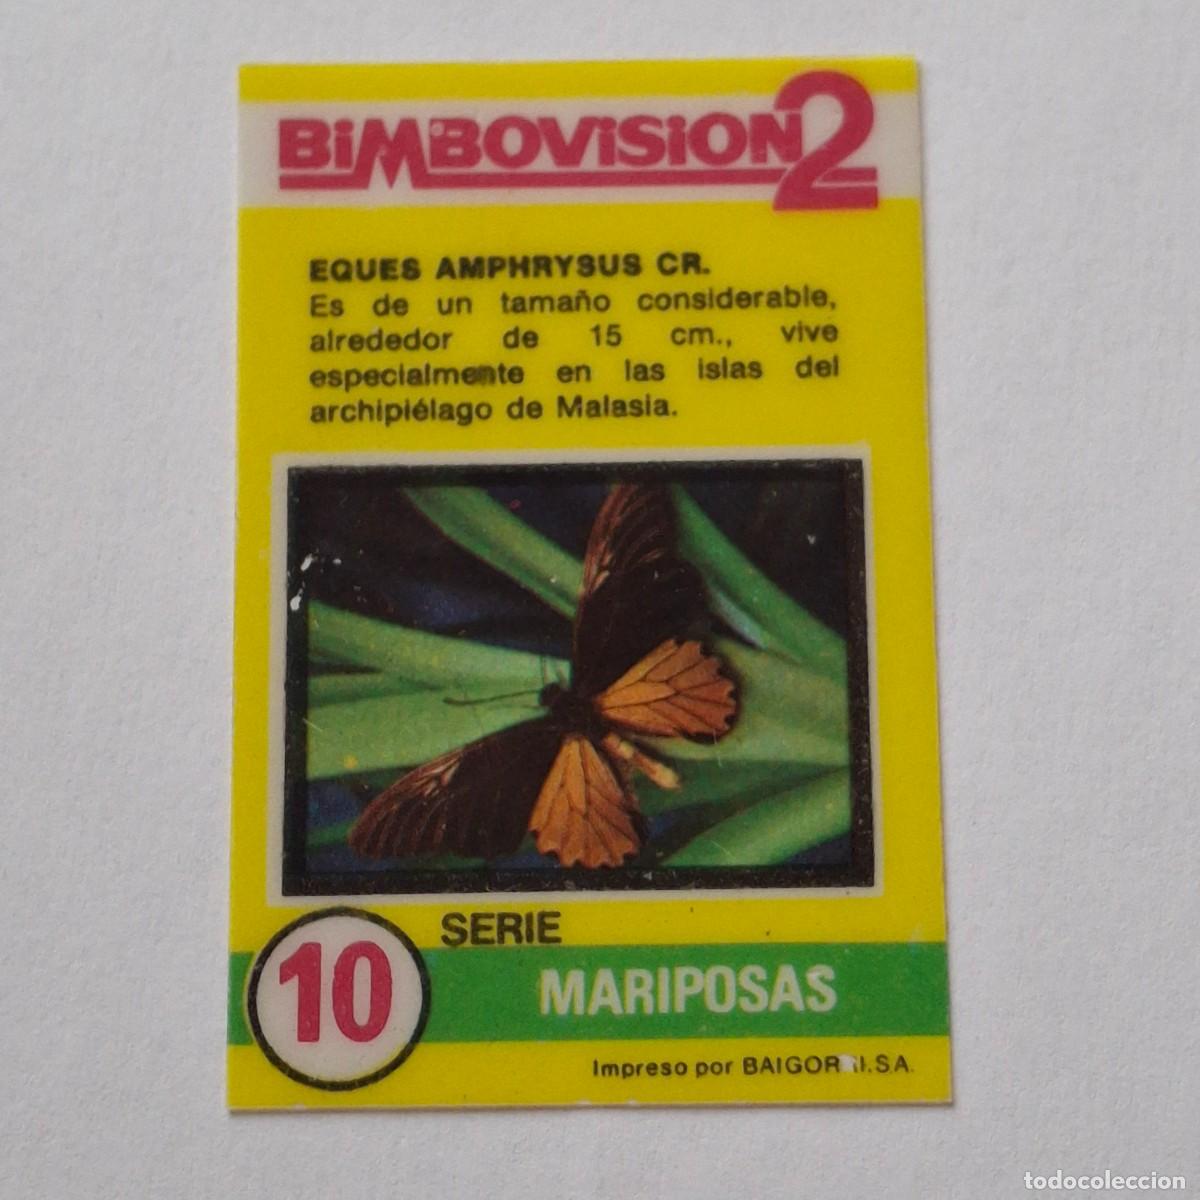 BiMBOViSiON2
EQUES AMPHRYSUS CR.
Es de un tamaño considerable,
alrededor de 15 cm., vive
especialmente en las islas del
archipiélago de Malasia.
SERIE
10
MARIPOSAS
Impreso por
todocoleccion